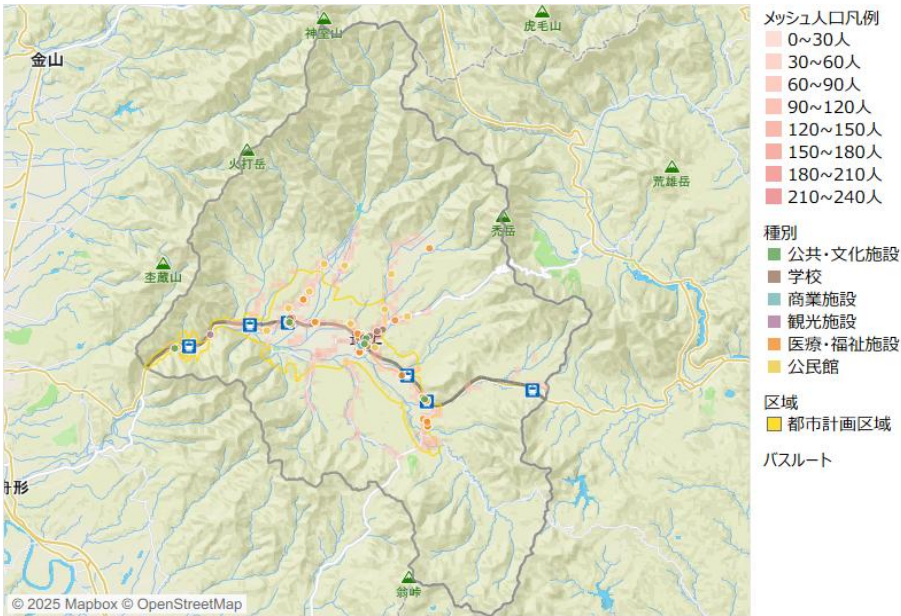 神室山
虎毛山
金山
火打岳
荒雄岳
禿岳
杢蔵山
舟形
翁峠
© 2025 Mapbox © OpenStreetMap
メッシュ人口凡例
0~30人
30~60人
60~90人
90~120人
120~150人
150~180人
180~210人
210~240人
種別
公共・文化施設
学校
商業施設
観光施設
医療・福祉施設
公民館
区域
都市計画区域
バスルート